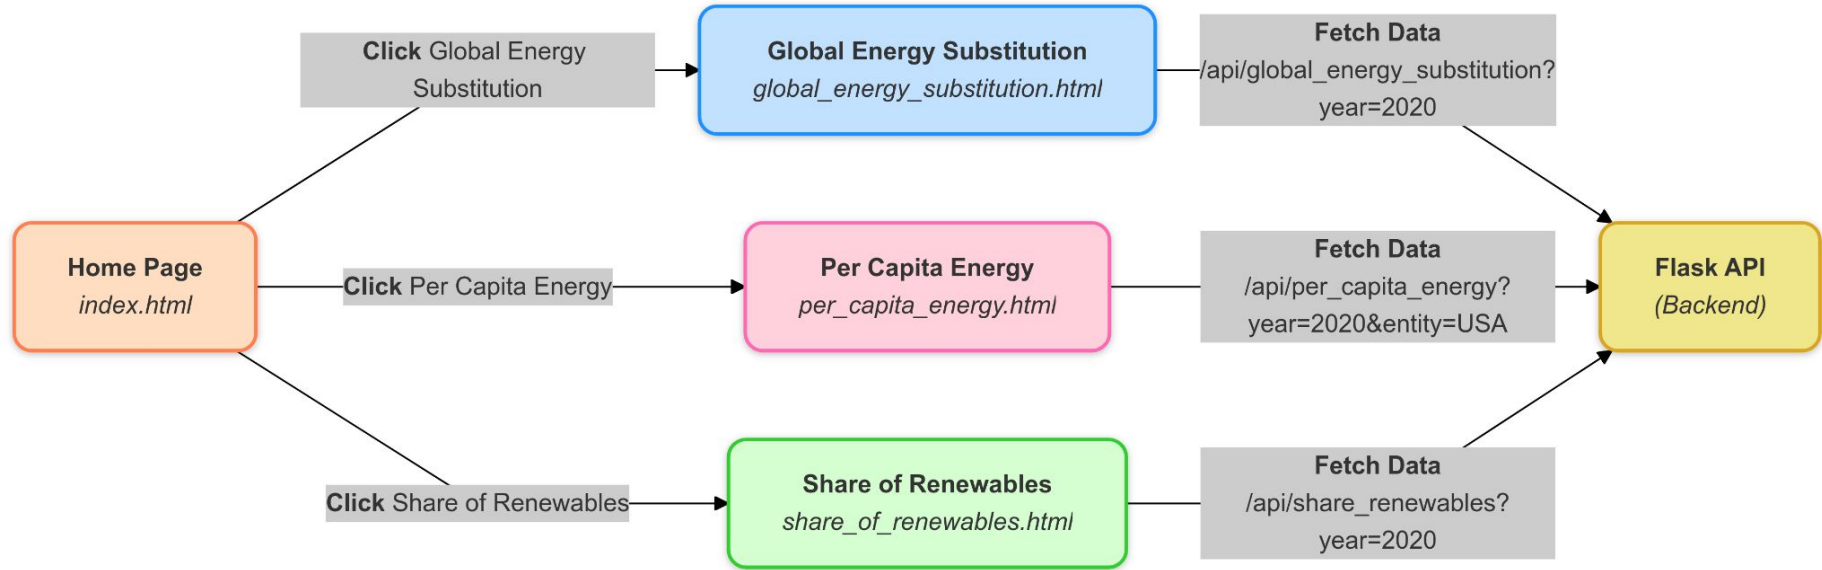 Click Global Energy
Substitution
Global Energy Substitution
global_energy_substitution.html
Fetch Data
/api/global_energy_substitution?
year=2020
Home Page
index.html
Click Per Capita Energy
Per Capita Energy
per_capita_energy.html
Fetch Data
/api/per_capita_energy?
year=2020&entity=USA
Flask API
(Backend)
Click Share of Renewables
Share of Renewables
share_of_renewables.html
Fetch Data
/api/share_renewables?
year=2020